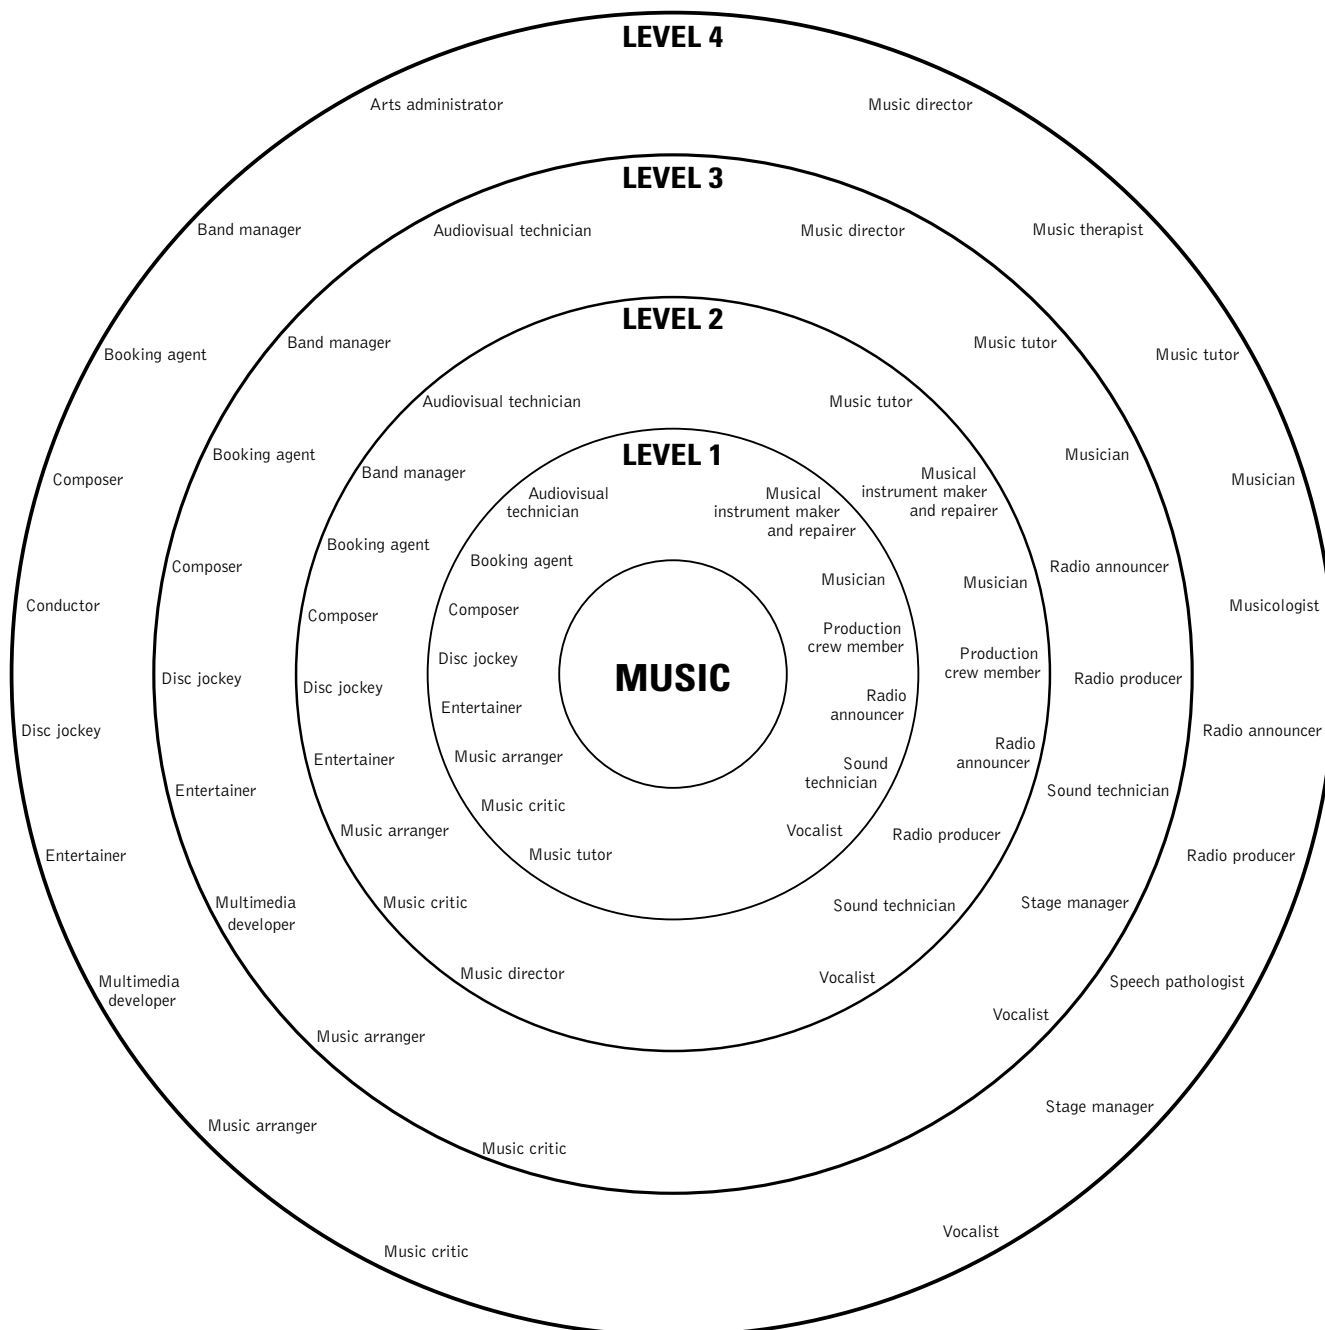 LEVEL 4
Arts administrator
Band manager
Booking agent
Composer
Conductor
Disc jockey
Entertainer
Multimedia
developer
Music arranger
Music critic
Music director
Music therapist
Music tutor
Musician
Musicologist
Radio announcer
Radio producer
Speech pathologist
Stage manager
Vocalist
LEVEL 3
Audiovisual technician
Band manager
Booking agent
Composer
Disc jockey
Entertainer
Multimedia
developer
Music arranger
Music critic
Music director
Music tutor
Musician
Radio announcer
Radio producer
Sound technician
Stage manager
Vocalist
LEVEL 2
Audiovisual technician
Band manager
Booking agent
Composer
Disc jockey
Entertainer
Music arranger
Music critic
Music director
Music tutor
Musical
instrument maker
and repairer
Musician
Production
crew member
Radio
announcer
Radio producer
Sound technician
Vocalist
LEVEL 1
Audiovisual
technician
Booking agent
Composer
Disc jockey
Entertainer
Music arranger
Music critic
Music tutor
Musical
instrument maker
and repairer
Musician
Production
crew member
Radio
announcer
Sound
technician
Vocalist
MUSIC